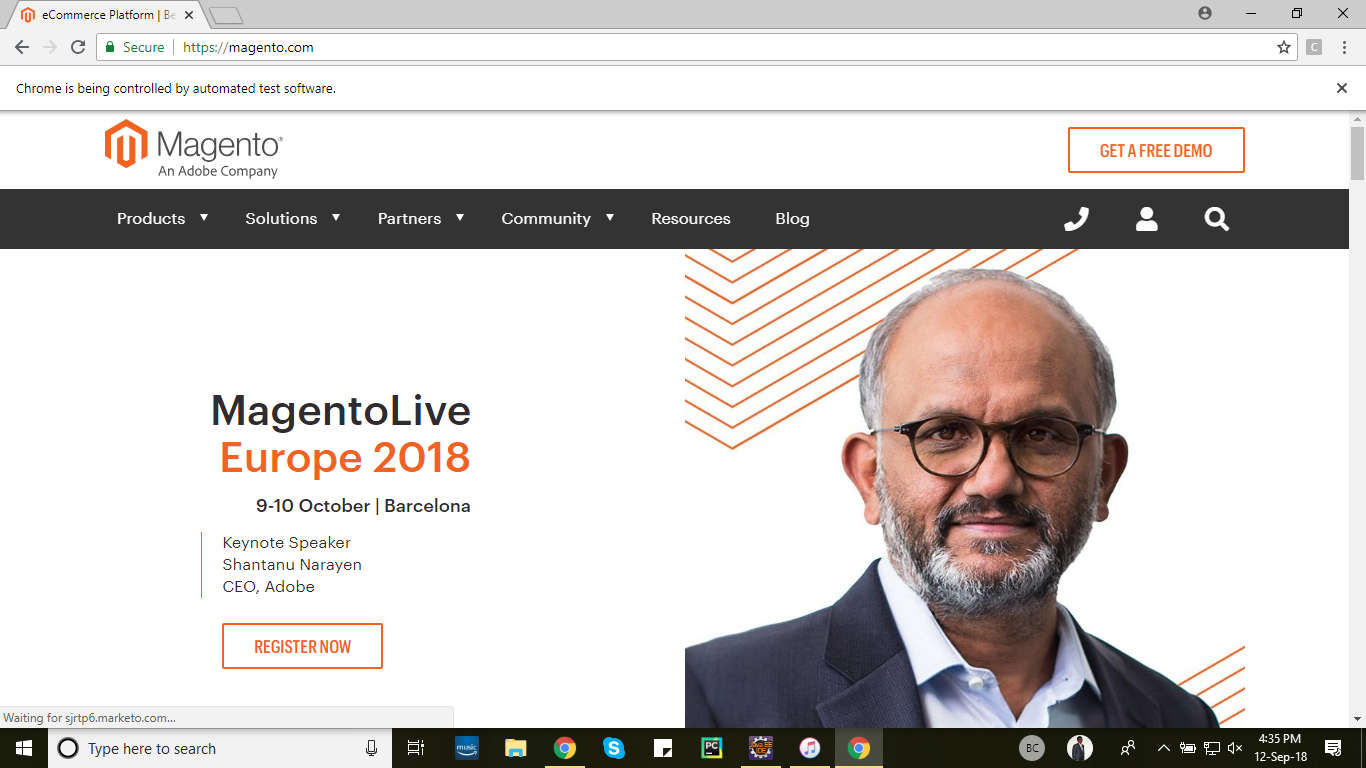 eCommerce Platform | Be
Secure
https://magento.com
C
Chrome is being controlled by automated test software.
Magento®
An Adobe Company
GET A FREE DEMO
Products
Solutions
Partners
Community
Resources
Blog
MagentoLive
Europe 2018
9-10 October | Barcelona
Keynote Speaker
Shantanu Narayen
CEO, Adobe
REGISTER NOW
Waiting for sjrtp6.marketo.com...
Type here to search
music
PC
Java EE
IDE
BC
4:35 PM
12-Sep-18